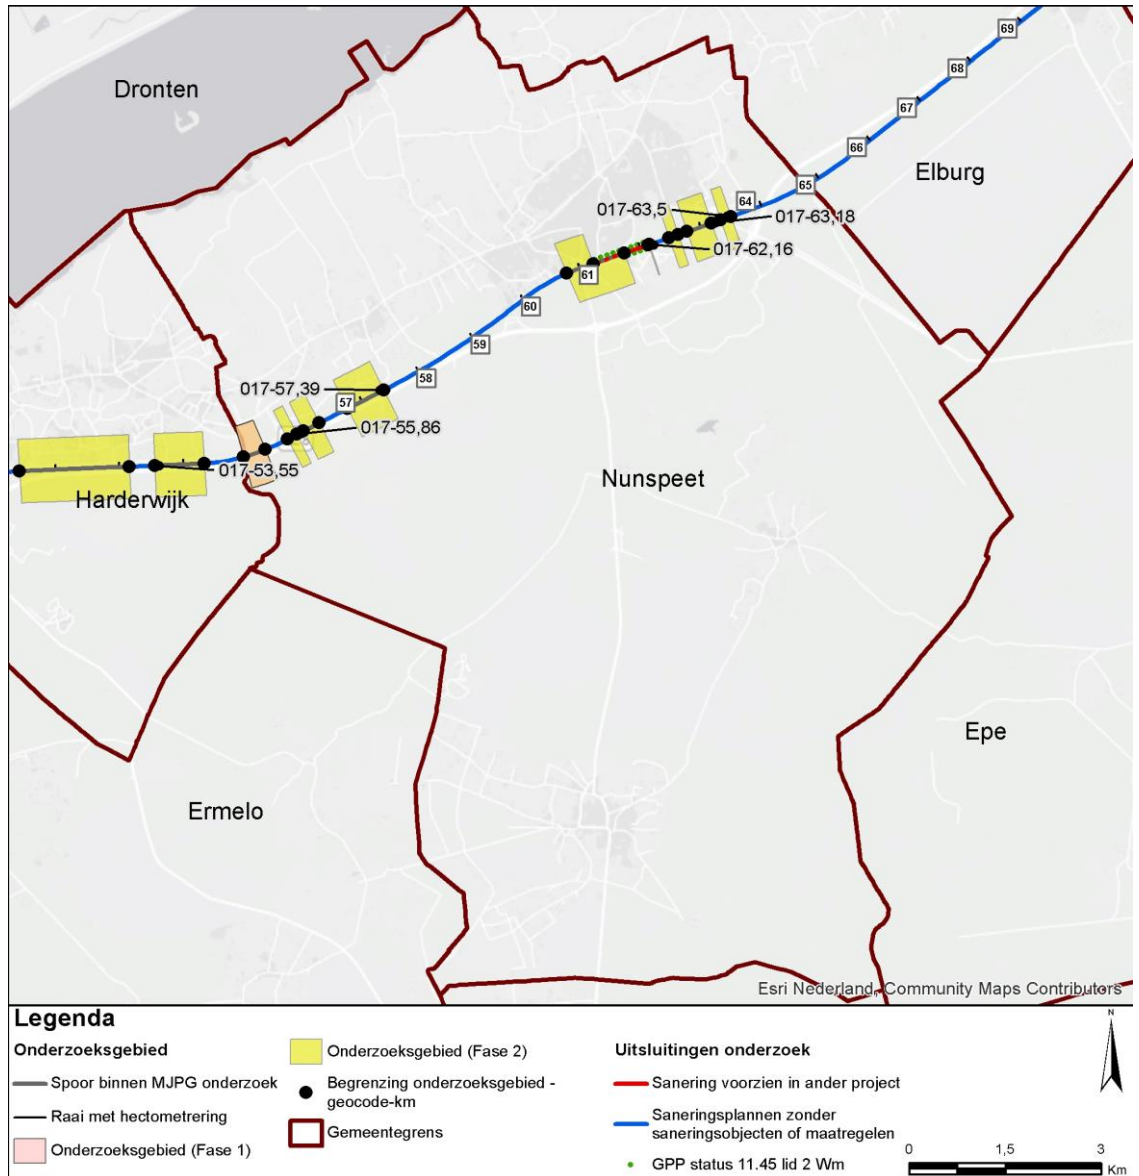 Dronten
69
68
67
66
65
64
Elburg
017-63,5
017-63,18
017-62,16
61
60
59
58
57
017-57,39
017-55,86
017-53,55
Harderwijk
Nunspeet
Epe
Ermelo
Esri Nederland, Community Maps Contributors
Legenda
Onderzoeksgebied
Spoor binnen MJPG onderzoek
Raai met hectometrering
Onderzoeksgebied (Fase 1)
Onderzoeksgebied (Fase 2)
Begrenzing onderzoeksgebied -
geocode-km
Gemeentegrens
Uitsluitingen onderzoek
Sanering voorzien in ander project
Saneringsplannen zonder
saneringsobjecten of maatregelen
GPP status 11.45 lid 2 Wm
N
0 1,5 3
Km